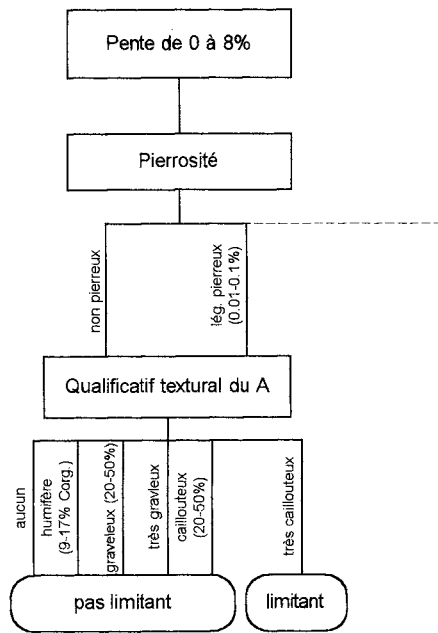 Pente de 0 à 8%
Pierrosité
non pierreux
lég. pierreux
(0.01-0.1%)
Qualificatif textural du A
aucun
humifère
(9-17% Corg.)
graveleux (20-50%)
très gravleux
caillouteux
(20-50%)
très caillouteux
pas limitant
limitant